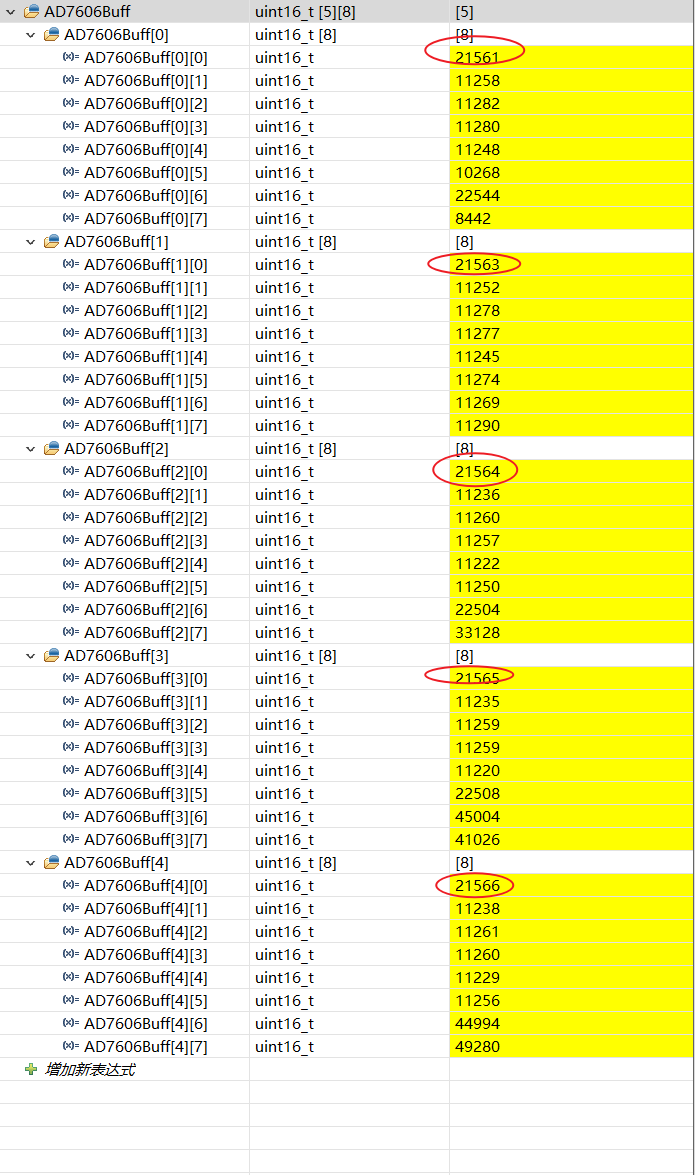 AD7606Buff uint16_t [5][8] [5]
AD7606Buff[0] uint16_t [8] [8]
(x)= AD7606Buff[0][0] uint16_t 21561
(x)= AD7606Buff[0][1] uint16_t 11258
(x)= AD7606Buff[0][2] uint16_t 11282
(x)= AD7606Buff[0][3] uint16_t 11280
(x)= AD7606Buff[0][4] uint16_t 11248
(x)= AD7606Buff[0][5] uint16_t 10268
(x)= AD7606Buff[0][6] uint16_t 22544
(x)= AD7606Buff[0][7] uint16_t 8442
AD7606Buff[1] uint16_t [8] [8]
(x)= AD7606Buff[1][0] uint16_t 21563
(x)= AD7606Buff[1][1] uint16_t 11252
(x)= AD7606Buff[1][2] uint16_t 11278
(x)= AD7606Buff[1][3] uint16_t 11277
(x)= AD7606Buff[1][4] uint16_t 11245
(x)= AD7606Buff[1][5] uint16_t 11274
(x)= AD7606Buff[1][6] uint16_t 11269
(x)= AD7606Buff[1][7] uint16_t 11290
AD7606Buff[2] uint16_t [8] [8]
(x)= AD7606Buff[2][0] uint16_t 21564
(x)= AD7606Buff[2][1] uint16_t 11236
(x)= AD7606Buff[2][2] uint16_t 11260
(x)= AD7606Buff[2][3] uint16_t 11257
(x)= AD7606Buff[2][4] uint16_t 11222
(x)= AD7606Buff[2][5] uint16_t 11250
(x)= AD7606Buff[2][6] uint16_t 22504
(x)= AD7606Buff[2][7] uint16_t 33128
AD7606Buff[3] uint16_t [8] [8]
(x)= AD7606Buff[3][0] uint16_t 21565
(x)= AD7606Buff[3][1] uint16_t 11235
(x)= AD7606Buff[3][2] uint16_t 11259
(x)= AD7606Buff[3][3] uint16_t 11259
(x)= AD7606Buff[3][4] uint16_t 11220
(x)= AD7606Buff[3][5] uint16_t 22508
(x)= AD7606Buff[3][6] uint16_t 45004
(x)= AD7606Buff[3][7] uint16_t 41026
AD7606Buff[4] uint16_t [8] [8]
(x)= AD7606Buff[4][0] uint16_t 21566
(x)= AD7606Buff[4][1] uint16_t 11238
(x)= AD7606Buff[4][2] uint16_t 11261
(x)= AD7606Buff[4][3] uint16_t 11260
(x)= AD7606Buff[4][4] uint16_t 11229
(x)= AD7606Buff[4][5] uint16_t 11256
(x)= AD7606Buff[4][6] uint16_t 44994
(x)= AD7606Buff[4][7] uint16_t 49280
增加新表达式